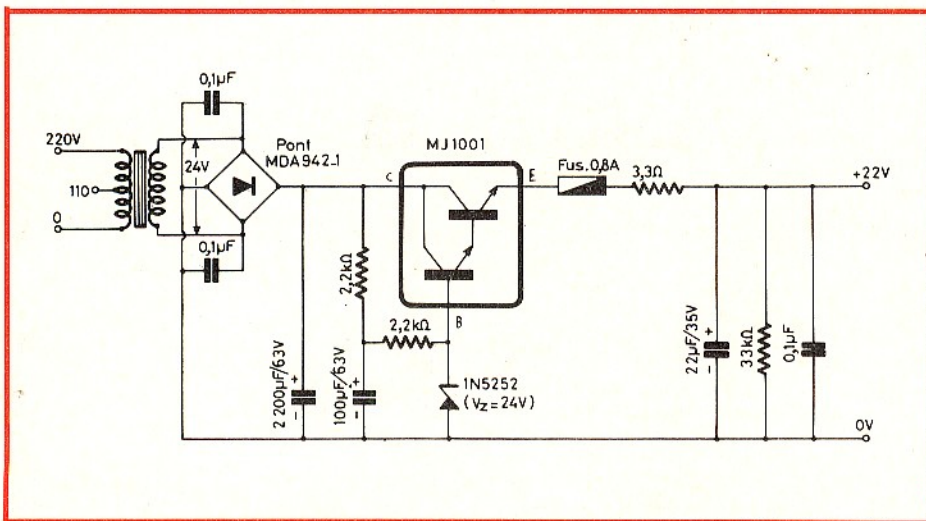 0,1µF
220V
110
0
24V
Pont
MDA942-1
0,1µF
MJ1001
C
E
B
Fus.0,8A
3,3Ω
+22V
2,2kΩ
2,2kΩ
2 200µF/63V
+
-
100µF/63V
+
-
1N5252
(VZ=24V)
22µF/35V
+
-
33kΩ
0,1µF
0V